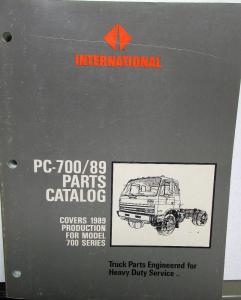 INTERNATIONAL
PC-700/89
PARTS
CATALOG
COVERS 1989
PRODUCTION
FOR MODEL
700 SERIES
Truck Parts Engineered for
Heavy Duty Service